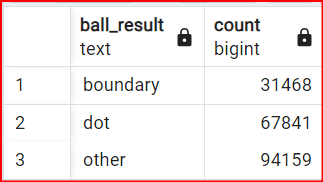 ball_result count
text bigint
1 boundary 31468
2 dot 67841
3 other 94159